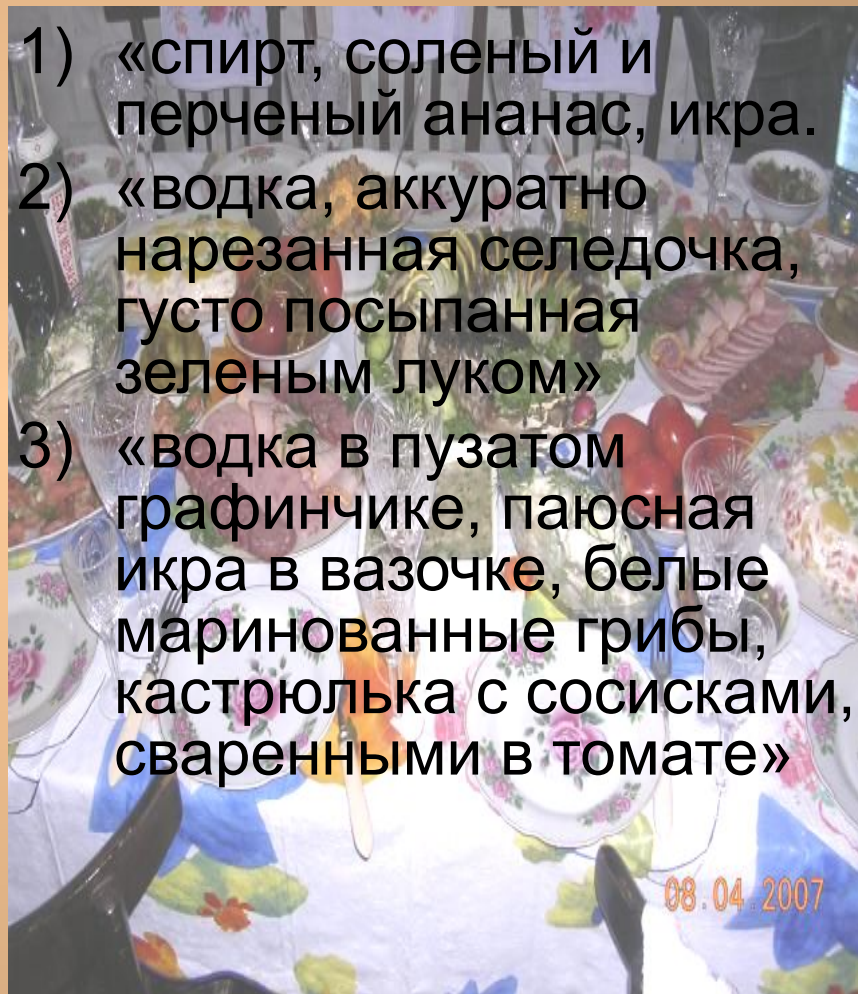 1) «спирт, соленый и
перченый ананас, икра.
2) «водка, аккуратно
нарезанная селедочка,
густо посыпанная
зеленым луком»
3) «водка в пузатом
графинчике, паюсная
икра в вазочке, белые
маринованные грибы,
кастрюлька с сосисками,
сваренными в томате»
08.04.2007